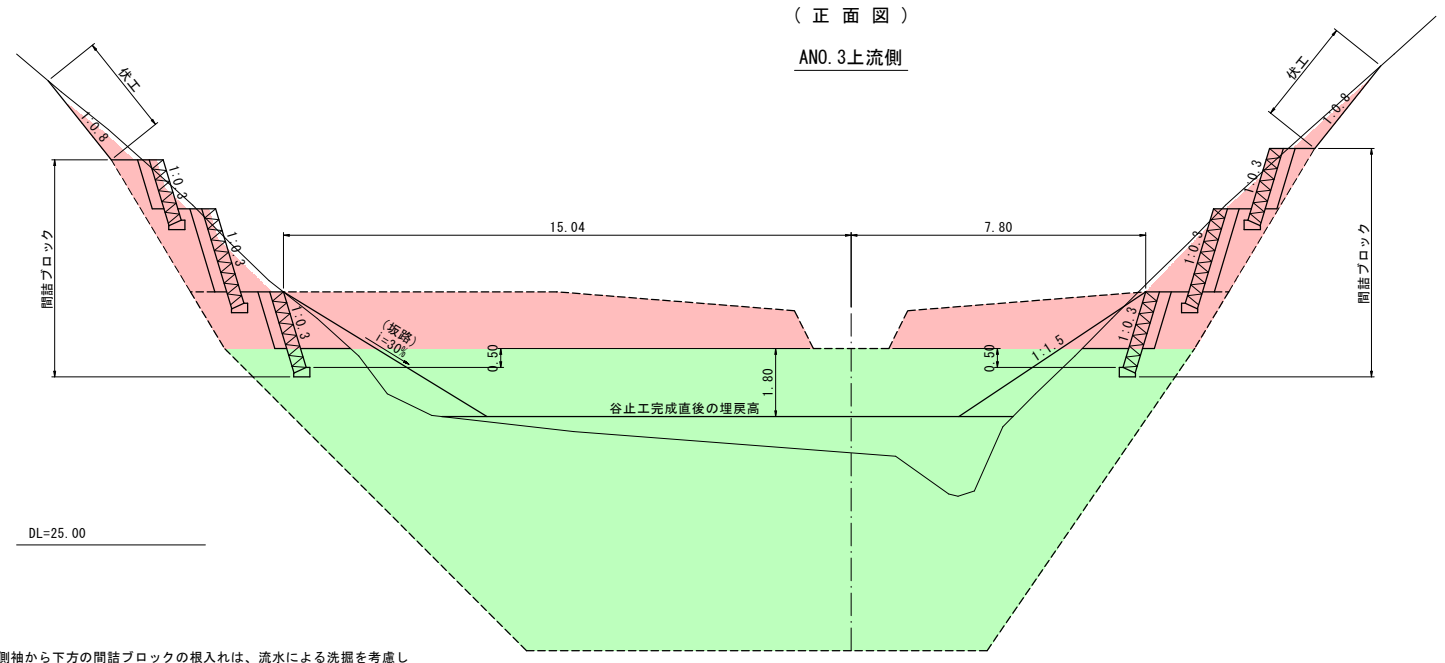 ( 正 面 図 )
ANO.3上流側
伏工
伏工
1:0.8
1:0.8
1:0.3
1:0.3
1:0.3
1:0.3
1:0.3
1:0.3
間詰ブロック
間詰ブロック
15.04
7.80
(坂路)
i=30%
0.50
0.50
1:1.5
1.80
谷止工完成直後の埋戻高
DL=25.00
側袖から下方の間詰ブロックの根入れは、流水による洗掘を考慮し